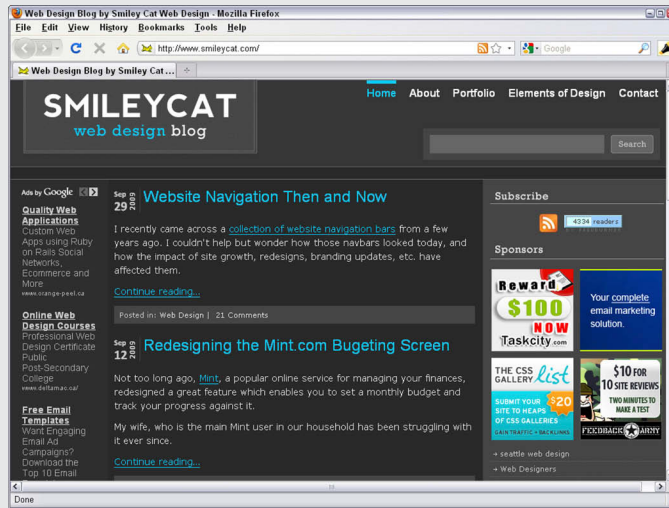 Web Design Blog by Smiley Cat Web Design - Mozilla Firefox
File Edit View History Bookmarks Tools Help
http://www.smileycat.com/
Google
Web Design Blog by Smiley Cat ...
SMILEYCAT
web design blog
Home About Portfolio Elements of Design Contact
Search
Ads by Google
Quality Web
Applications
Custom Web
Apps using Ruby
on Rails Social
Networks,
Ecommerce and
More
www.orange-peel.ca
Online Web
Design Courses
Professional Web
Design Certificate
Public
Post-Secondary
College
www.deltamac.ca/
Free Email
Templates
Want Engaging
Email Ad
Campaigns?
Download the
Top 10 Email
Sep 29 2009
Website Navigation Then and Now
I recently came across a collection of website navigation bars from a few
years ago. I couldn't help but wonder how those navbars looked today, and
how the impact of site growth, redesigns, branding updates, etc. have
affected them.
Continue reading...
Posted in: Web Design | 21 Comments
Sep 12 2009
Redesigning the Mint.com Bugeting Screen
Not too long ago, Mint, a popular online service for managing your finances,
redesigned a great feature which enables you to set a monthly budget and
track your progress against it.
My wife, who is the main Mint user in our household has been struggling with
it ever since.
Continue reading...
Subscribe
4334 readers
Sponsors
Reward
$100
NOW
Taskcity.com
Your complete
email marketing
solution.
THE CSS
GALLERY list
SUBMIT YOUR $20
SITE TO HEAPS
OF CSS GALLERIES
GAIN TRAFFIC + BACKLINKS
$10 FOR
10 SITE REVIEWS
TWO MINUTES TO
MAKE A TEST
FEEDBACK ARMY
→ seattle web design
→ Web Designers
Done